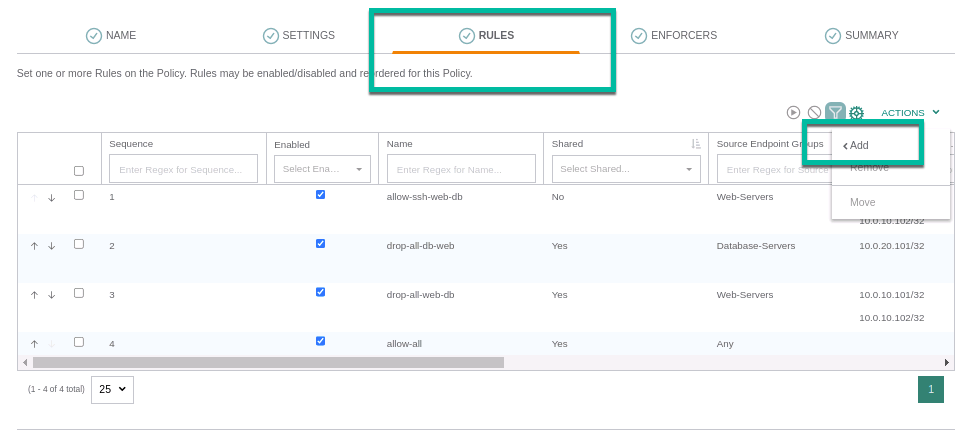 NAME
SETTINGS
RULES
ENFORCERS
SUMMARY
Set one or more Rules on the Policy. Rules may be enabled/disabled and reordered for this Policy.
ACTIONS
Add
Remove
Move
Sequence Enabled Name Shared Source Endpoint Groups
Enter Regex for Sequence... Select Ena... Enter Regex for Name... Select Shared... Enter Regex for Source
1 allow-ssh-web-db No Web-Servers
10.0.10.102/32
2 drop-all-db-web Yes Database-Servers 10.0.20.101/32
3 drop-all-web-db Yes Web-Servers 10.0.10.101/32
10.0.10.102/32
4 allow-all Yes Any
(1 - 4 of 4 total) 25 1